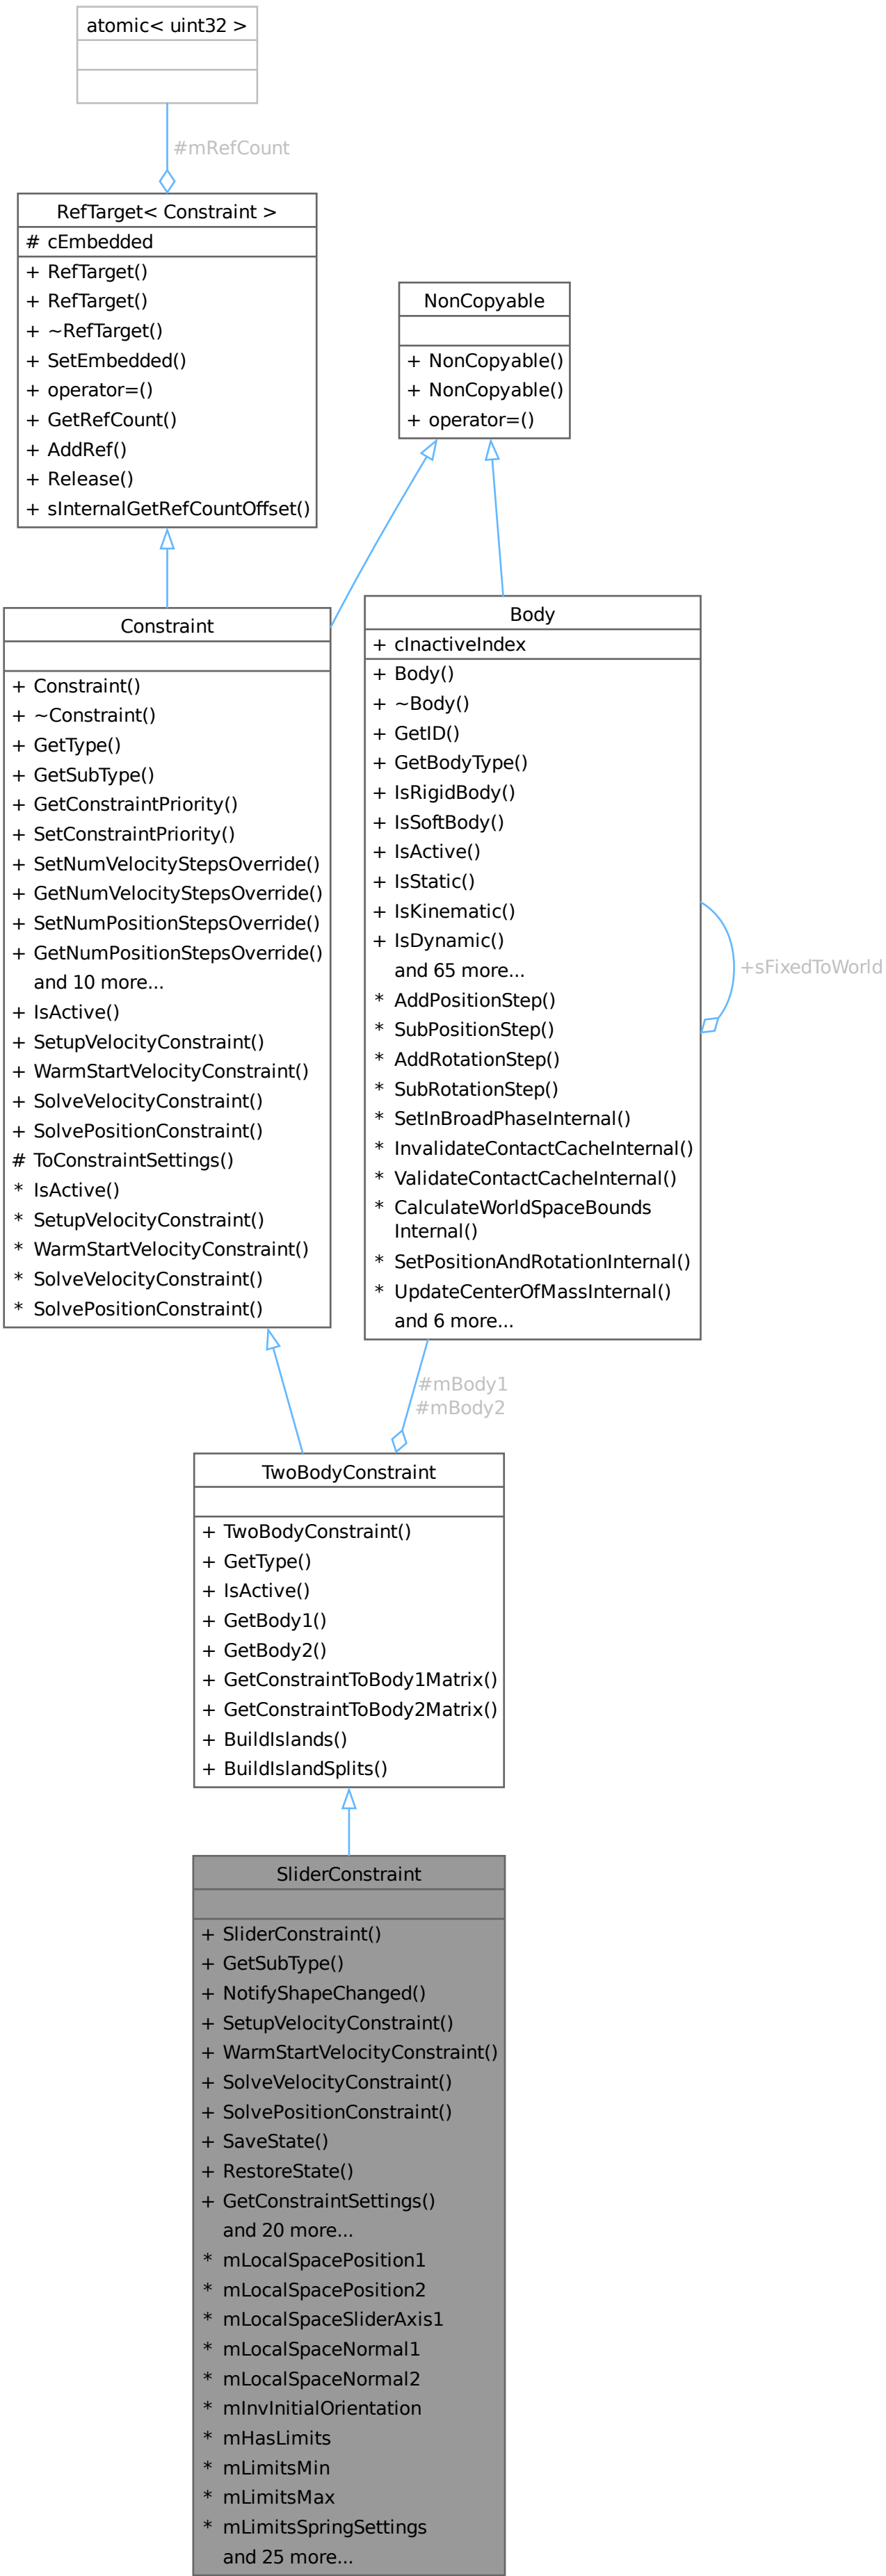 atomic< uint32 >
#mRefCount
RefTarget< Constraint >
# cEmbedded
+ RefTarget()
+ RefTarget()
+ ~RefTarget()
+ SetEmbedded()
+ operator=()
+ GetRefCount()
+ AddRef()
+ Release()
+ sInternalGetRefCountOffset()
NonCopyable
+ NonCopyable()
+ NonCopyable()
+ operator=()
Constraint
+ Constraint()
+ ~Constraint()
+ GetType()
+ GetSubType()
+ GetConstraintPriority()
+ SetConstraintPriority()
+ SetNumVelocityStepsOverride()
+ GetNumVelocityStepsOverride()
+ SetNumPositionStepsOverride()
+ GetNumPositionStepsOverride()
and 10 more...
+ IsActive()
+ SetupVelocityConstraint()
+ WarmStartVelocityConstraint()
+ SolveVelocityConstraint()
+ SolvePositionConstraint()
# ToConstraintSettings()
* IsActive()
* SetupVelocityConstraint()
* WarmStartVelocityConstraint()
* SolveVelocityConstraint()
* SolvePositionConstraint()
Body
+ cInactiveIndex
+ Body()
+ ~Body()
+ GetID()
+ GetBodyType()
+ IsRigidBody()
+ IsSoftBody()
+ IsActive()
+ IsStatic()
+ IsKinematic()
+ IsDynamic()
and 65 more...
* AddPositionStep()
* SubPositionStep()
* AddRotationStep()
* SubRotationStep()
* SetInBroadPhaseInternal()
* InvalidateContactCacheInternal()
* ValidateContactCacheInternal()
* CalculateWorldSpaceBounds
Internal()
* SetPositionAndRotationInternal()
* UpdateCenterOfMassInternal()
and 6 more...
+sFixedToWorld
#mBody1
#mBody2
TwoBodyConstraint
+ TwoBodyConstraint()
+ GetType()
+ IsActive()
+ GetBody1()
+ GetBody2()
+ GetConstraintToBody1Matrix()
+ GetConstraintToBody2Matrix()
+ BuildIslands()
+ BuildIslandSplits()
SliderConstraint
+ SliderConstraint()
+ GetSubType()
+ NotifyShapeChanged()
+ SetupVelocityConstraint()
+ WarmStartVelocityConstraint()
+ SolveVelocityConstraint()
+ SolvePositionConstraint()
+ SaveState()
+ RestoreState()
+ GetConstraintSettings()
and 20 more...
* mLocalSpacePosition1
* mLocalSpacePosition2
* mLocalSpaceSliderAxis1
* mLocalSpaceNormal1
* mLocalSpaceNormal2
* mInvInitialOrientation
* mHasLimits
* mLimitsMin
* mLimitsMax
* mLimitsSpringSettings
and 25 more...